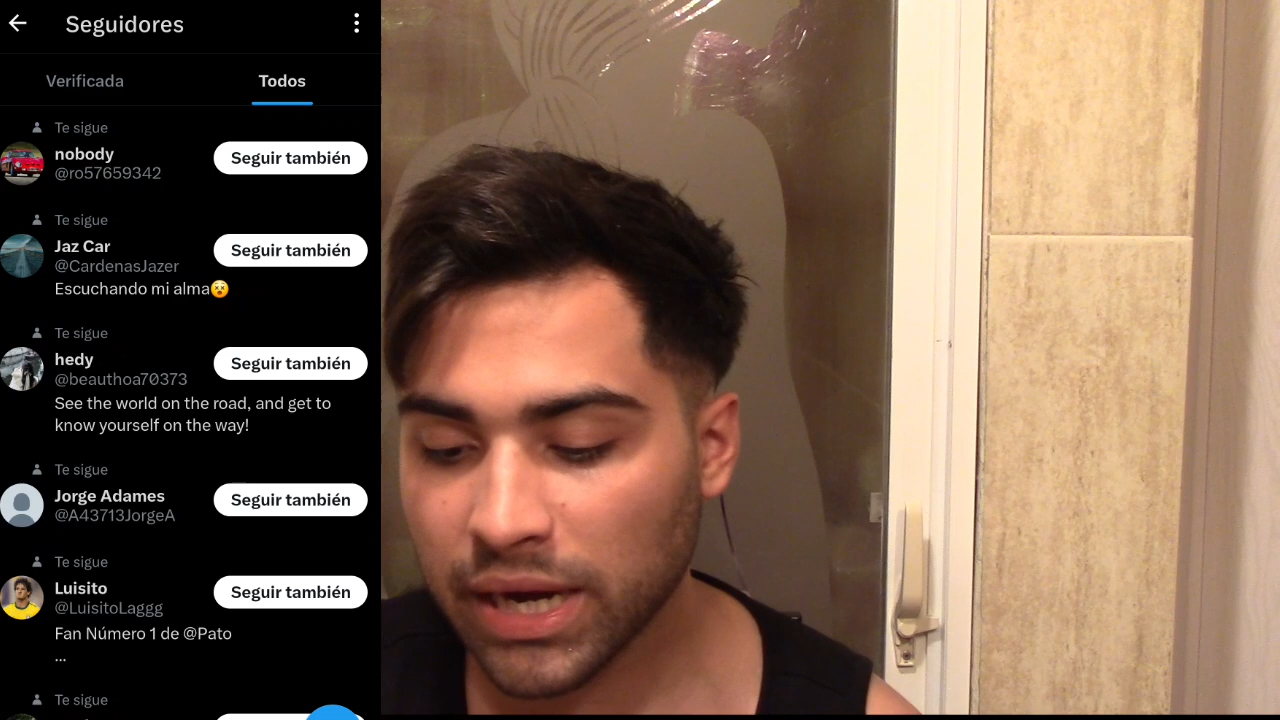 Seguidores
Verificada
Todos
Te sigue
nobody
@ro57659342
Seguir también
Te sigue
Jaz Car
@CardenasJazer
Seguir también
Escuchando mi alma😵
Te sigue
hedy
@beauthoa70373
Seguir también
See the world on the road, and get to
know yourself on the way!
Te sigue
Jorge Adames
@A43713JorgeA
Seguir también
Te sigue
Luisito
@LuisitoLaggg
Seguir también
Fan Número 1 de @Pato
...
Te sigue